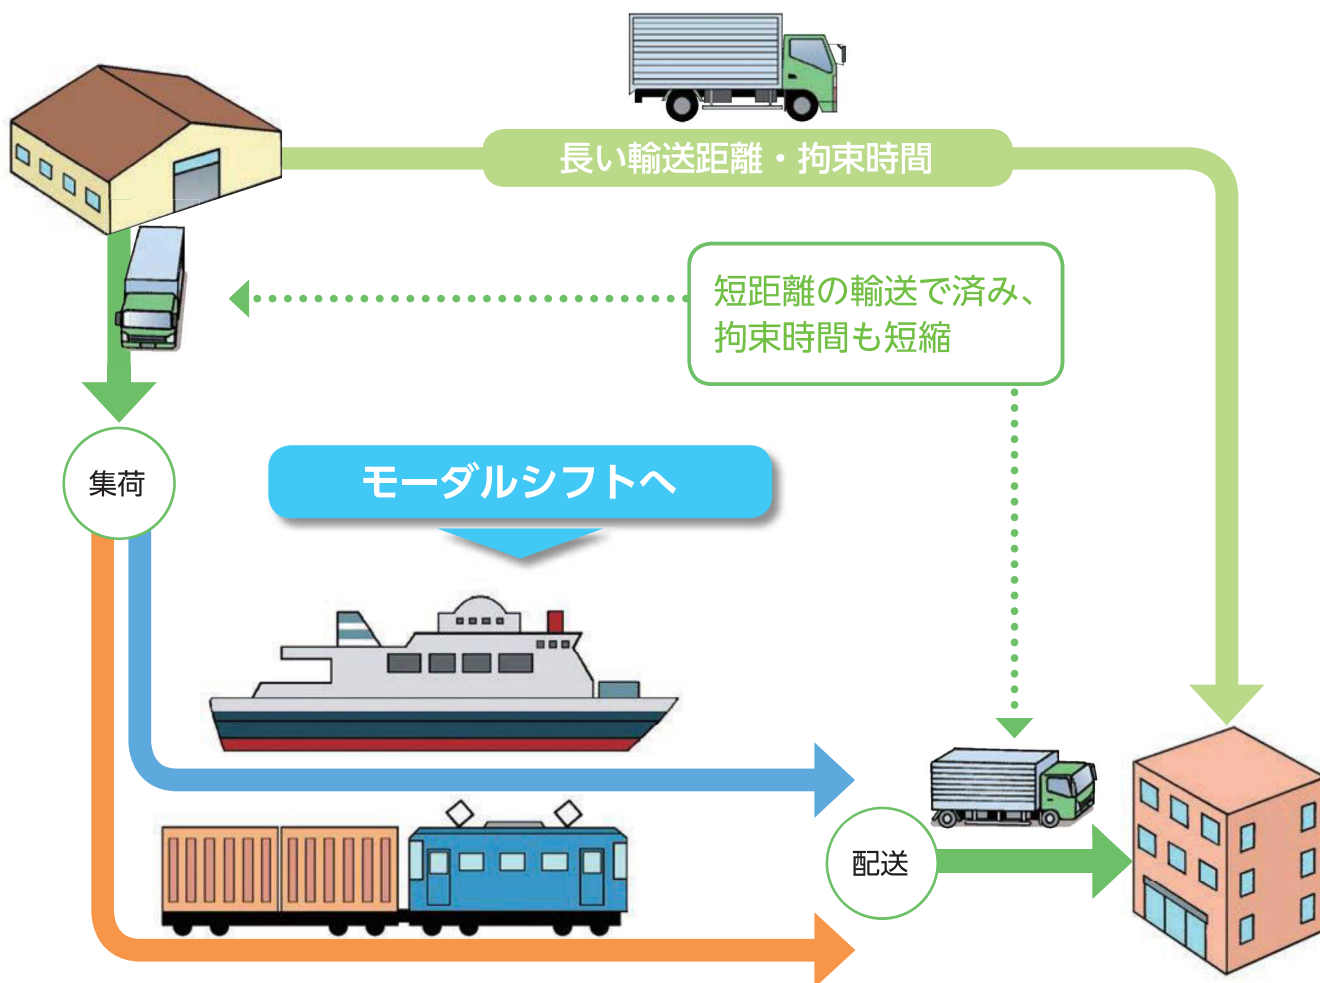 長い輸送距離・拘束時間
短距離の輸送で済み、
拘束時間も短縮
集荷
モーダルシフトへ
配送